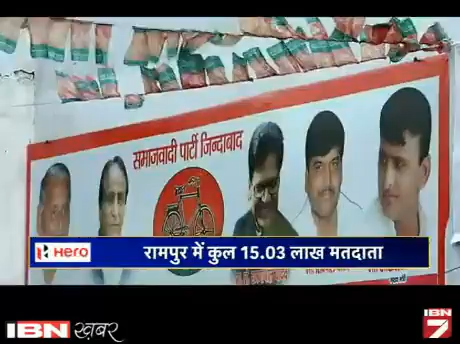 समाजवादी पार्टी जिन्दाबाद
Hero
रामपुर में कुल 15.03 लाख मतदाता
IBN ख़बर
IBN 7